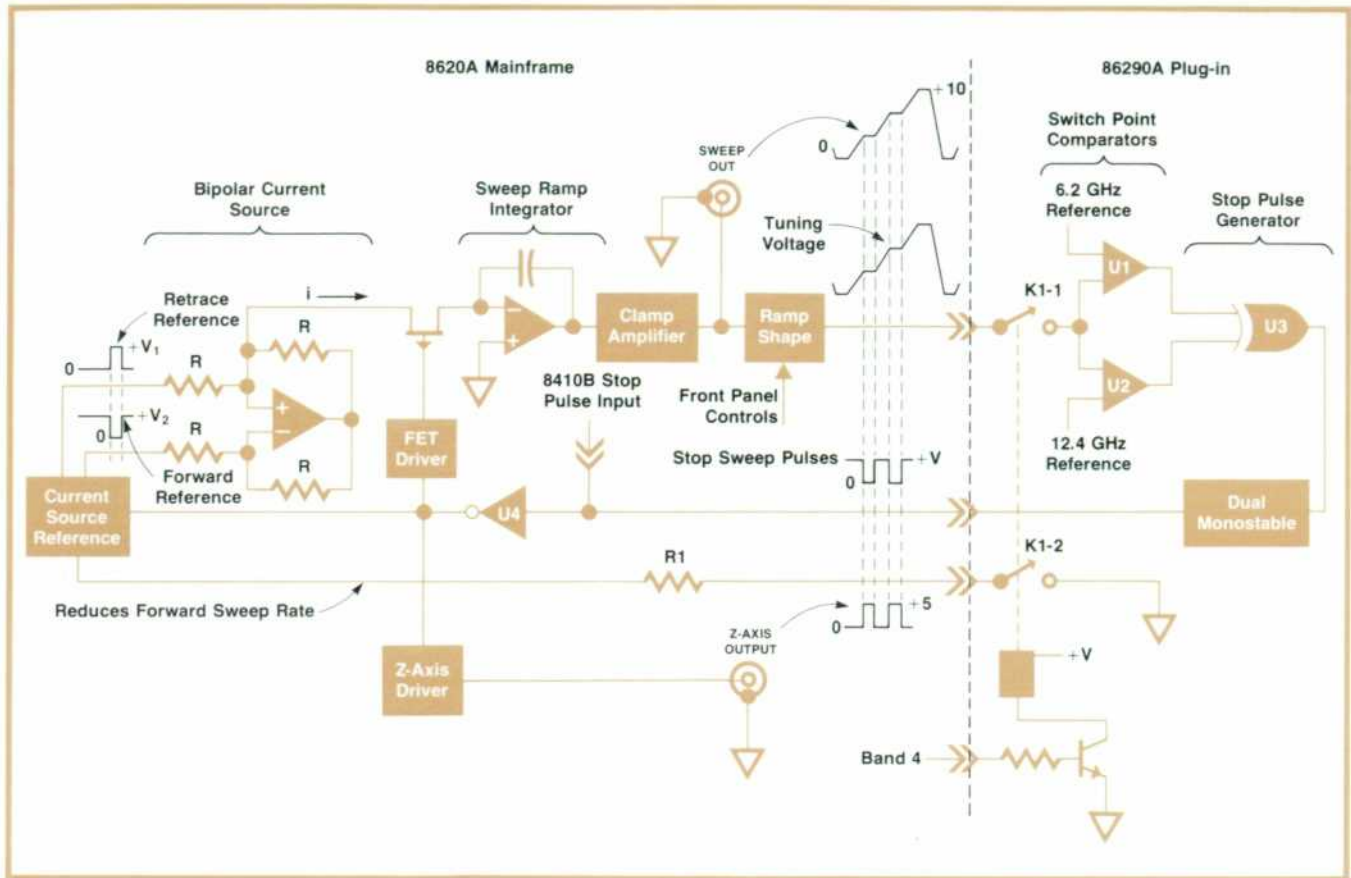 8620A Mainframe
86290A Plug-in
+10
0
SWEEP
OUT
Switch Point
Comparators
6.2 GHz
Reference
Stop Pulse
Generator
Bipolar Current
Source
Sweep Ramp
Integrator
Tuning
Voltage
U1
K1-1
i
Retrace
Reference
R
Clamp
Amplifier
Ramp
Shape
U3
+V1
0
R
8410B Stop
Pulse Input
U2
+
−
−
+
Front Panel
Controls
+V2
0
R
FET
Driver
12.4 GHz
Reference
Stop Sweep Pulses
+V
0
Forward
Reference
R
Current
Source
Reference
U4
Dual
Monostable
R1
K1-2
Reduces Forward Sweep Rate
+5
0
Z-AXIS
OUTPUT
Z-Axis
Driver
+V
Band 4